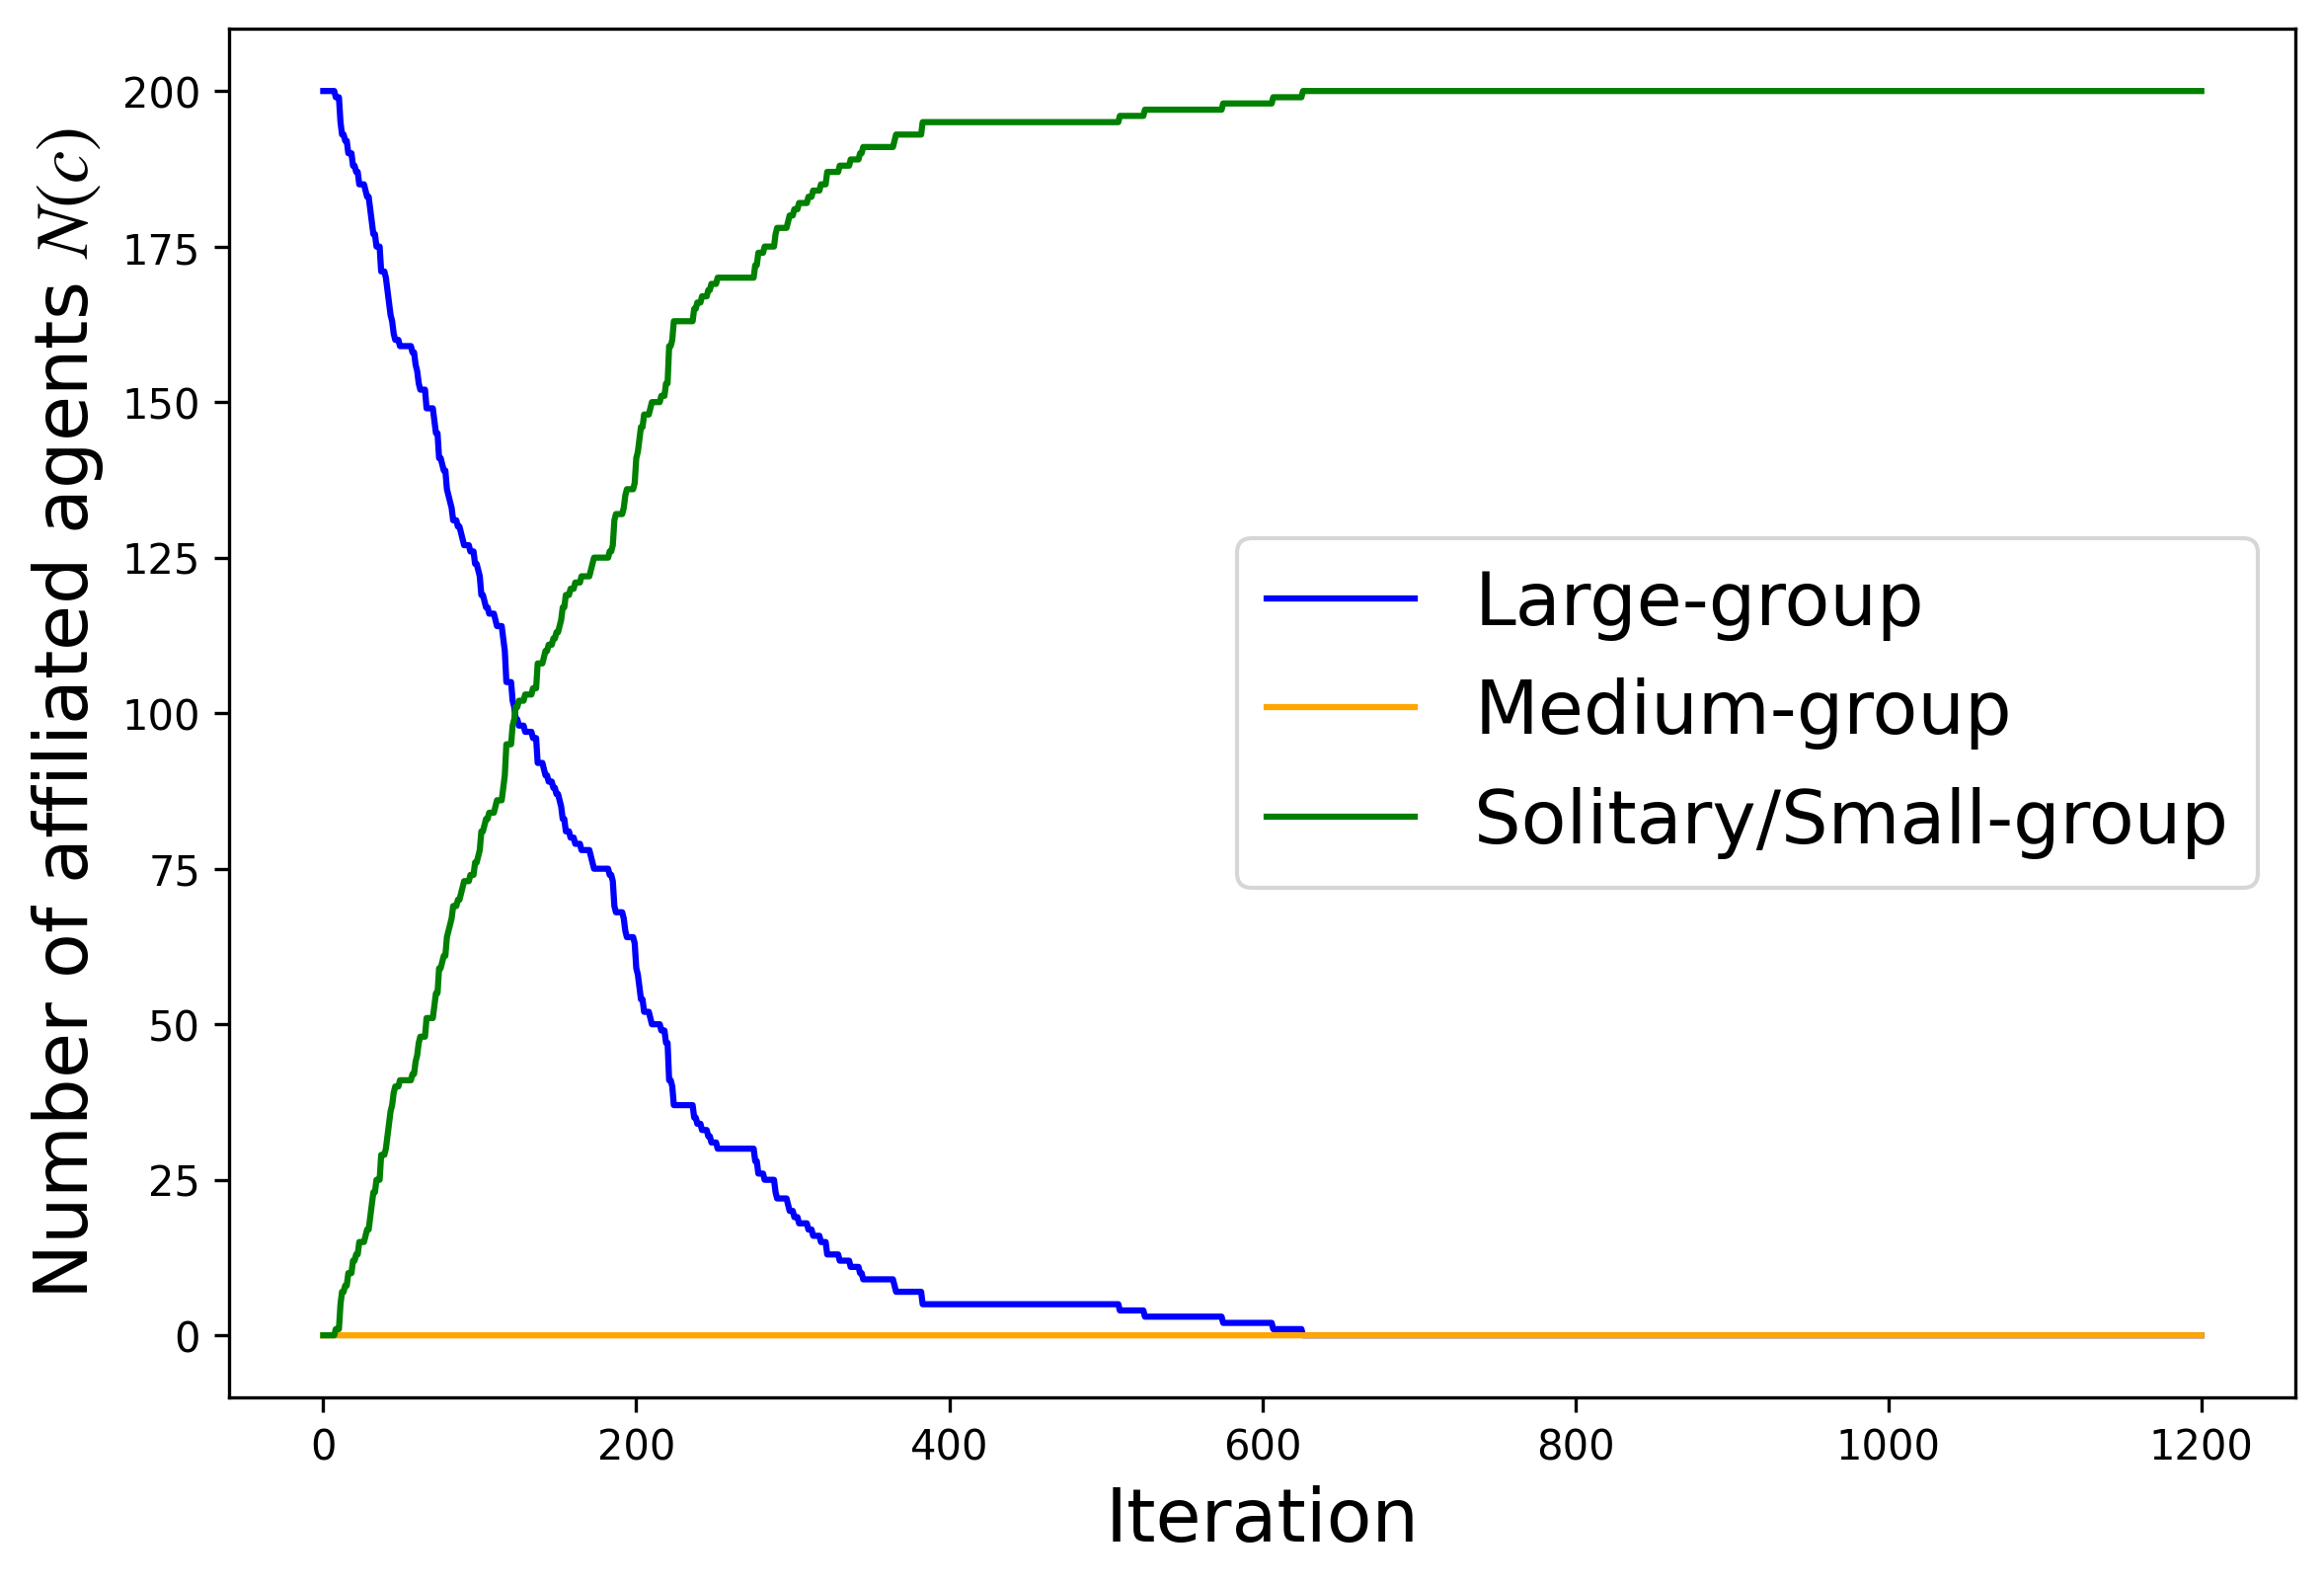 Number of affiliated agents N(c)
200
175
150
125
100
75
50
25
0
Large-group
Medium-group
Solitary/Small-group
0 200 400 600 800 1000 1200
Iteration